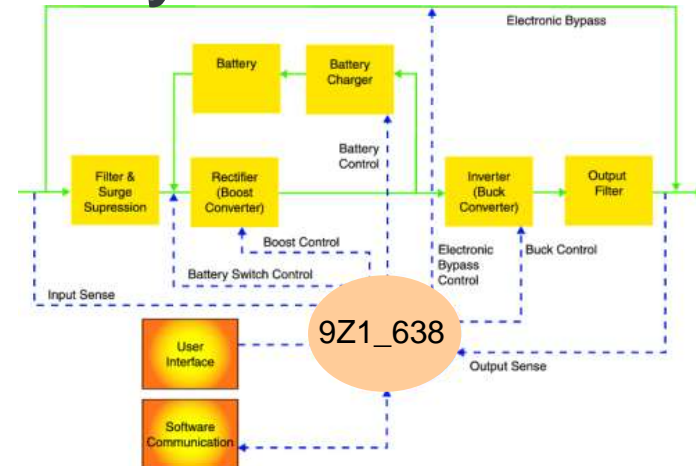 Electronic Bypass
Battery
Battery
Charger
Battery
Control
Filter &
Surge
Supression
Rectifier
(Boost
Converter)
Inverter
(Buck
Converter)
Output
Filter
Boost Control
Electronic
Bypass
Control
Buck Control
Battery Switch Control
Input Sense
9Z1_638
User
Interface
Output Sense
Software
Communication